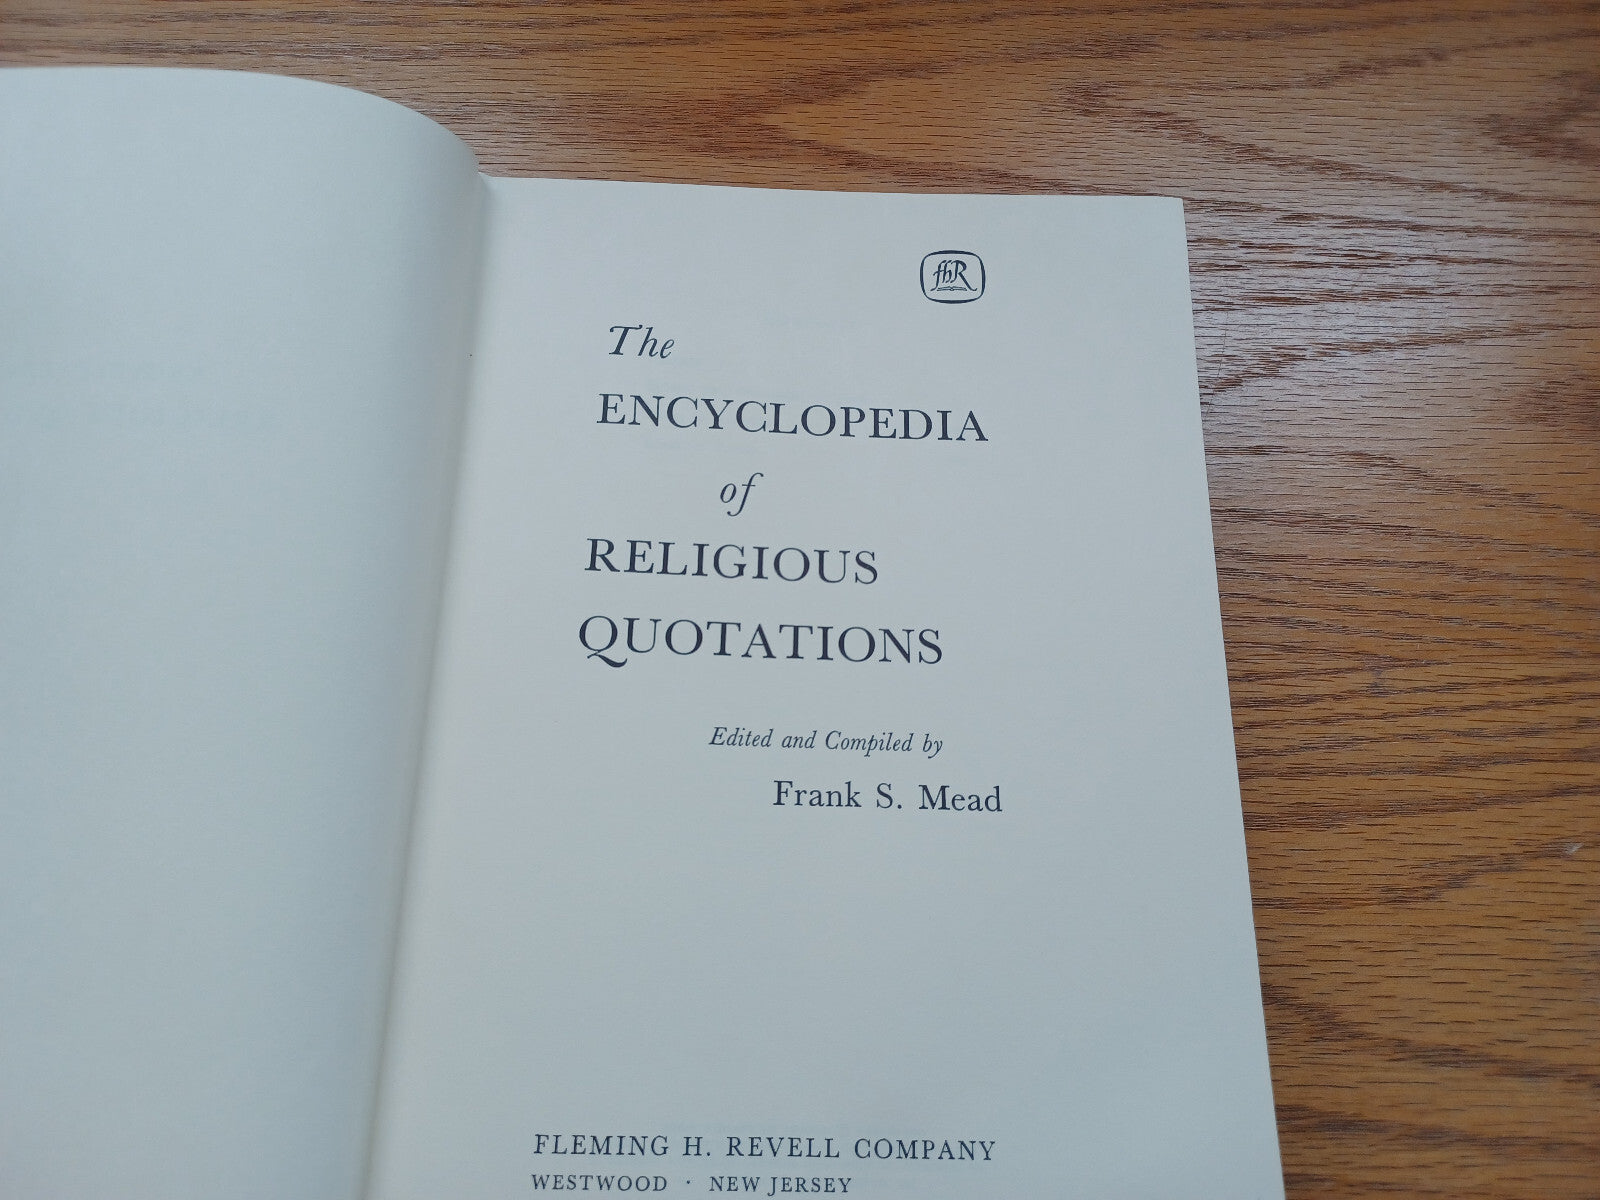 fhR
The
ENCYCLOPEDIA
of
RELIGIOUS
QUOTATIONS
Edited and Compiled by
Frank S. Mead
FLEMING H. REVELL COMPANY
WESTWOOD · NEW JERSEY